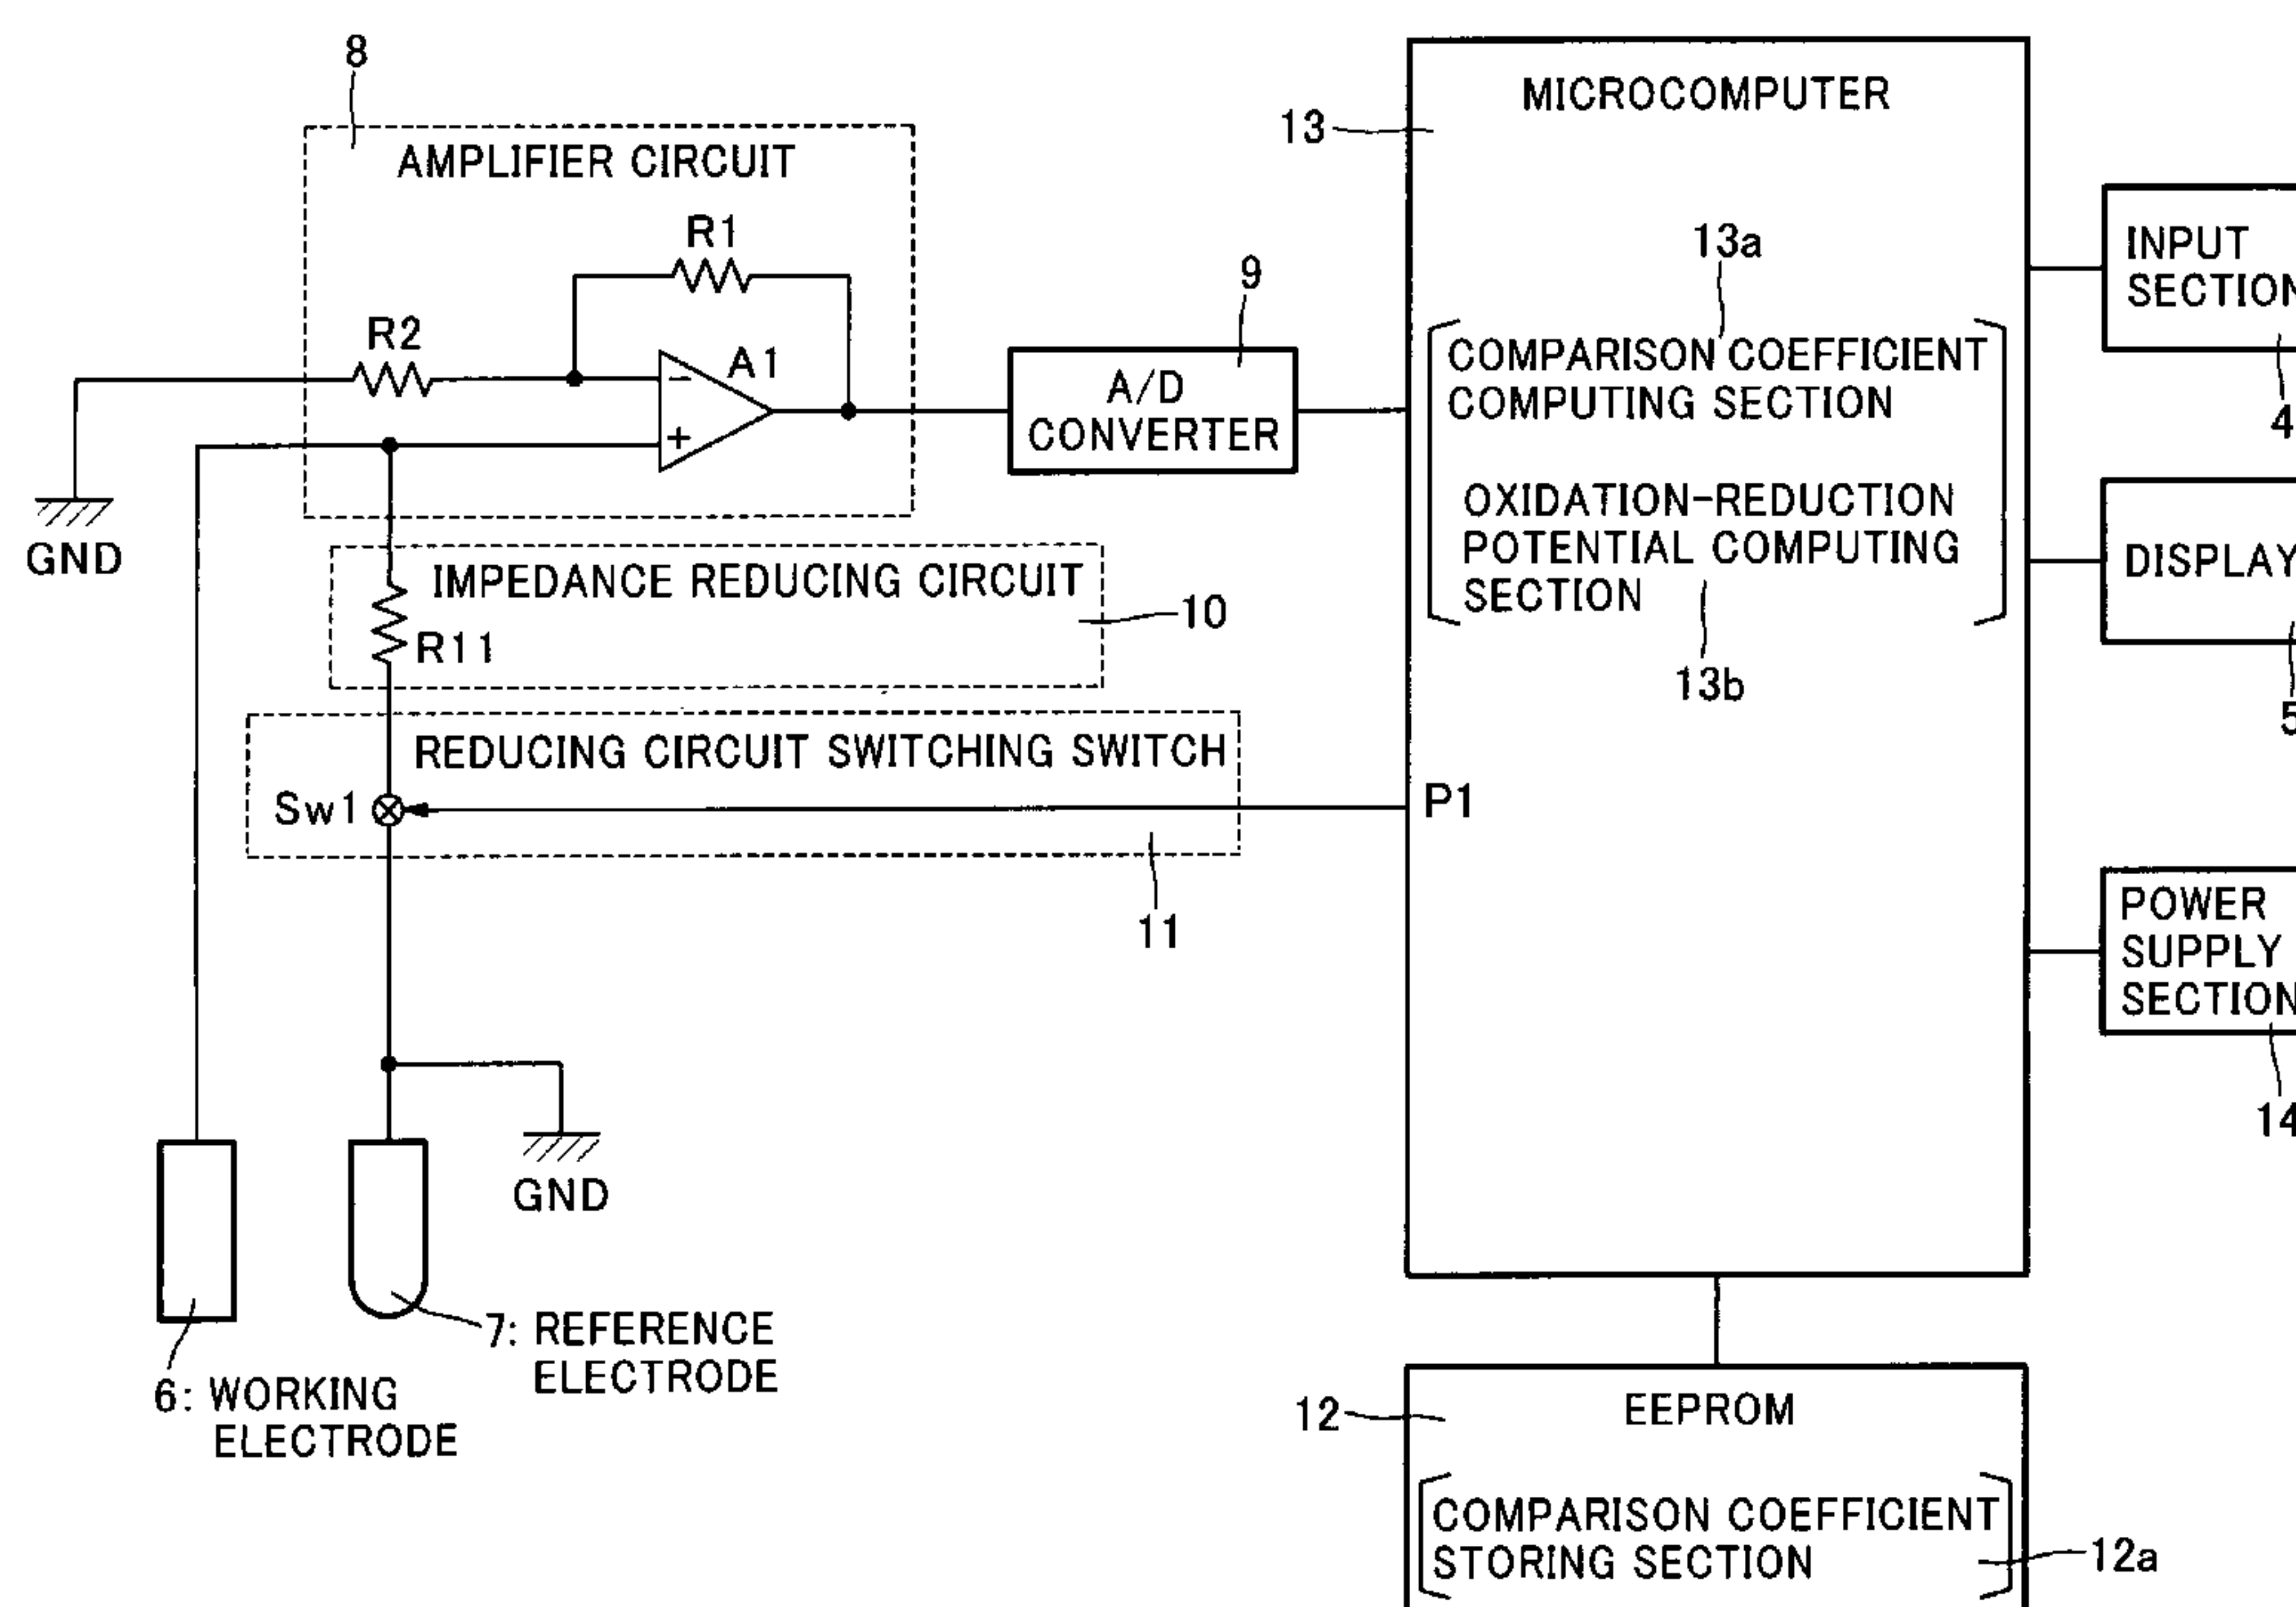 8
AMPLIFIER CIRCUIT
R1
R2
A1
−
+
GND
9
A/D
CONVERTER
IMPEDANCE REDUCING CIRCUIT
R11
10
REDUCING CIRCUIT SWITCHING SWITCH
Sw1
11
GND
7: REFERENCE
ELECTRODE
6: WORKING
ELECTRODE
MICROCOMPUTER
13
13a
COMPARISON COEFFICIENT
COMPUTING SECTION
OXIDATION-REDUCTION
POTENTIAL COMPUTING
SECTION
13b
P1
INPUT
SECTION
4
DISPLAY
5
POWER
SUPPLY
SECTION
14
12
EEPROM
COMPARISON COEFFICIENT
STORING SECTION
12a